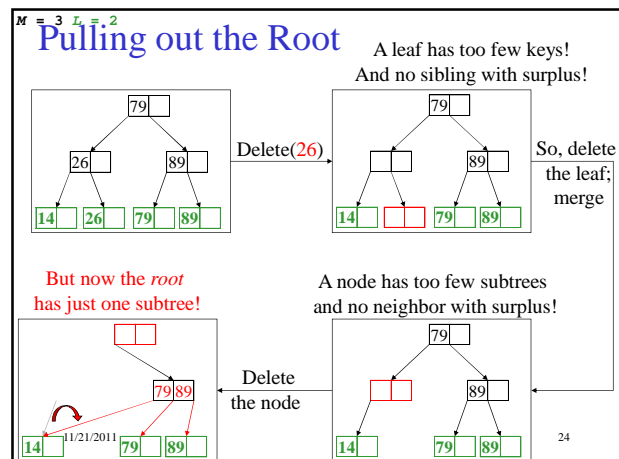 M = 3 L = 2
Pulling out the Root
A leaf has too few keys!
And no sibling with surplus!
79
26 89
14 26 79 89
Delete(26)
79
89
14 79 89
So, delete
the leaf;
merge
A node has too few subtrees
and no neighbor with surplus!
79
89
14 79 89
Delete
the node
But now the root
has just one subtree!
79 89
14 79 89
11/21/2011
24